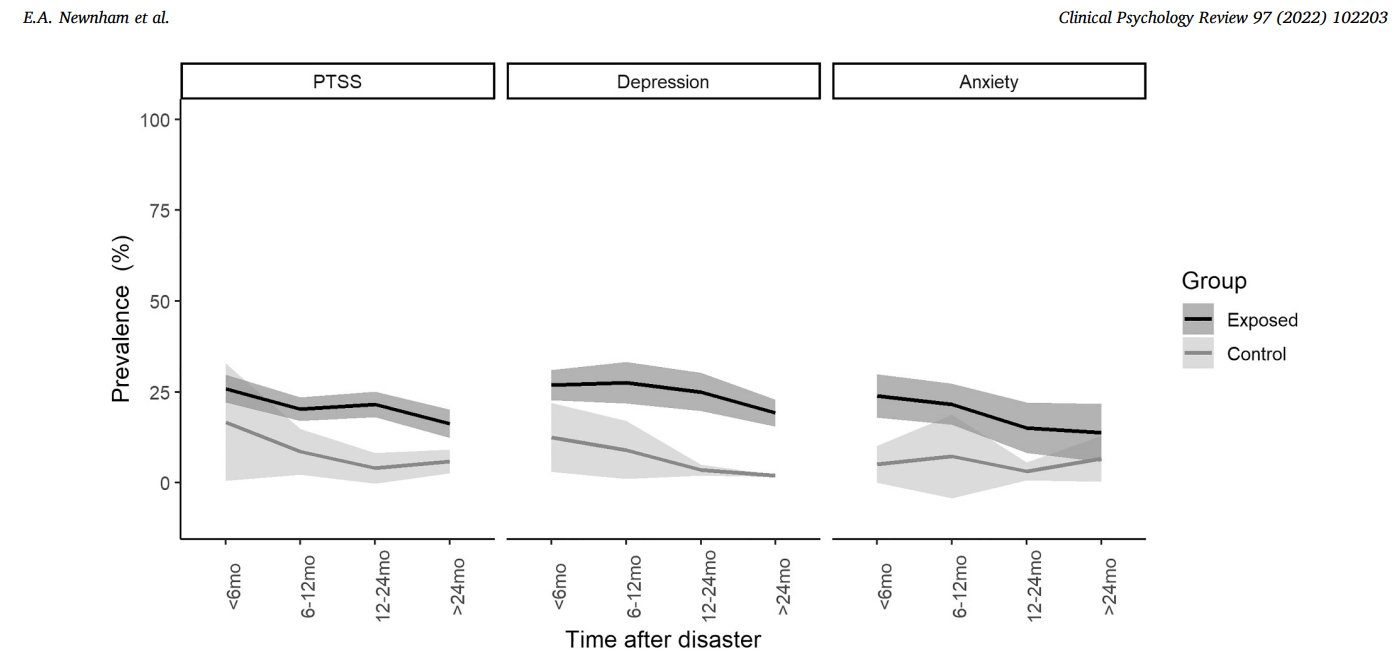 E.A. Newnham et al.
Clinical Psychology Review 97 (2022) 102203
PTSS
Depression
Anxiety
100
75
50
25
0
Prevalence (%)
<6mo
6-12mo
12-24mo
>24mo
<6mo
6-12mo
12-24mo
>24mo
<6mo
6-12mo
12-24mo
>24mo
Time after disaster
Group
Exposed
Control